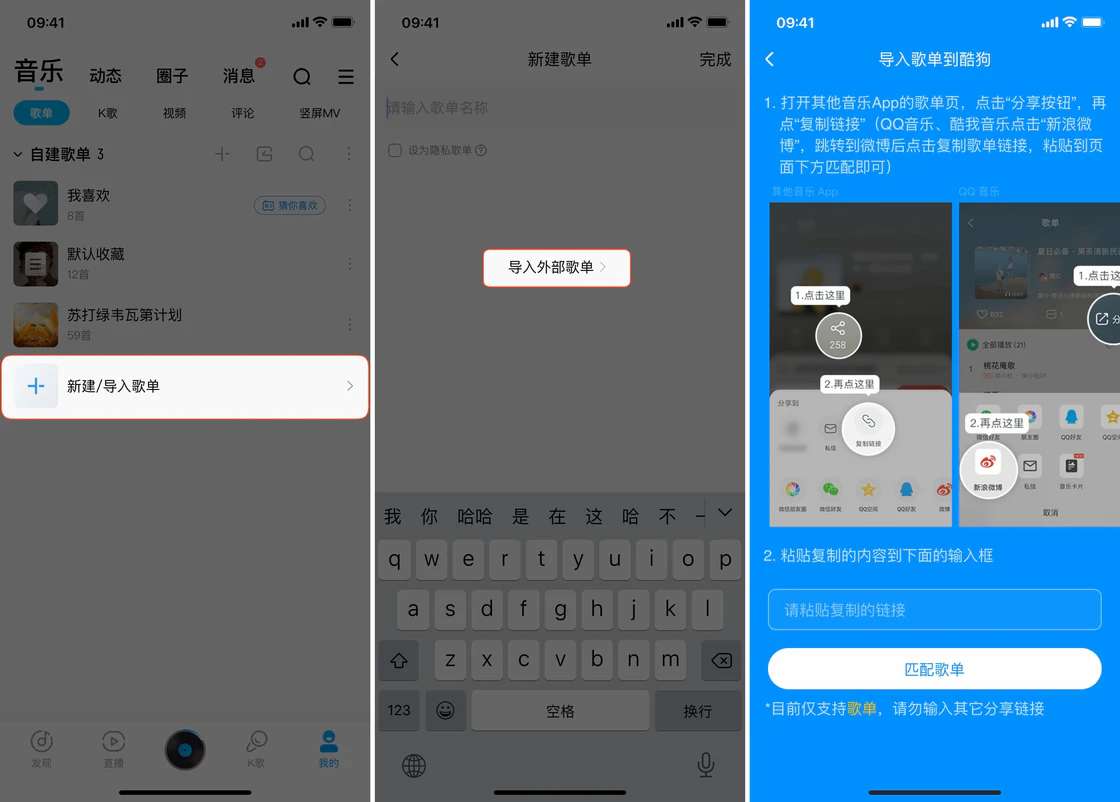 09:41
音乐
动态
圈子
消息
2
歌单
K歌
视频
评论
竖屏MV
自建歌单 3
我喜欢
8首
猜你喜欢
默认收藏
12首
苏打绿韦瓦第计划
59首
新建/导入歌单
发现
直播
K歌
我的
09:41
新建歌单
完成
请输入歌单名称
设为隐私歌单
导入外部歌单
我 你 哈哈 是 在 这 哈 不 一
q w e r t y u i o p
a s d f g h j k l
z x c v b n m
123
空格
换行
09:41
导入歌单到酷狗
1. 打开其他音乐App的歌单页，点击“分享按钮”，再
点“复制链接”（QQ音乐、酷我音乐点击“新浪微
博”，跳转到微博后点击复制歌单链接，粘贴到页
面下方匹配即可）
其他音乐 App
1.点击这里
258
2.再点这里
分享到
私信
复制链接
微信朋友圈
微信好友
QQ空间
QQ好友
微博
QQ 音乐
歌单
1.点击这
分
全部播放(21)
1
桃花庵歌
2.再点这里
微信好友
朋友圈
QQ好友
QQ空
新浪微博
私信
音乐卡片
取消
2. 粘贴复制的内容到下面的输入框
请粘贴复制的链接
匹配歌单
*目前仅支持歌单，请勿输入其它分享链接